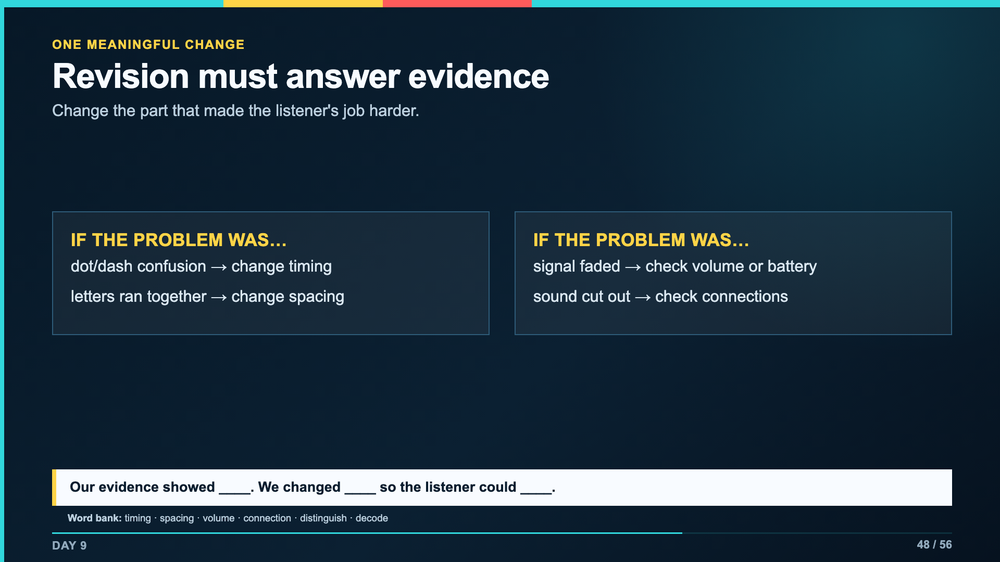 ONE MEANINGFUL CHANGE
Revision must answer evidence
Change the part that made the listener's job harder.
IF THE PROBLEM WAS…
dot/dash confusion → change timing
letters ran together → change spacing
IF THE PROBLEM WAS…
signal faded → check volume or battery
sound cut out → check connections
Our evidence showed ____. We changed ____ so the listener could ____.
Word bank: timing · spacing · volume · connection · distinguish · decode
DAY 9
48 / 56